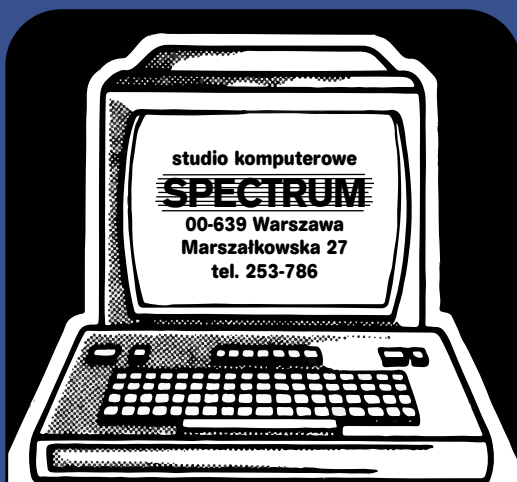 studio komputerowe
SPECTRUM
00-639 Warszawa
Marszałkowska 27
tel. 253-786